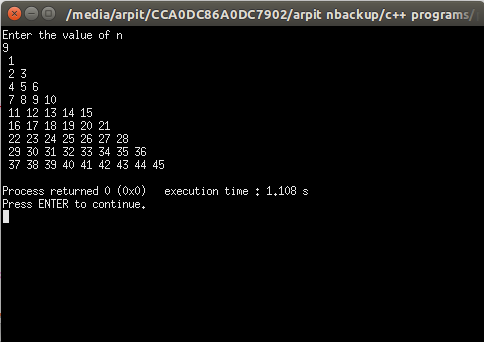 /media/arpit/CCA0DC86A0DC7902/arpit nbackup/c++ programs/
Enter the value of n
9
1
2 3
4 5 6
7 8 9 10
11 12 13 14 15
16 17 18 19 20 21
22 23 24 25 26 27 28
29 30 31 32 33 34 35 36
37 38 39 40 41 42 43 44 45
Process returned 0 (0x0) execution time : 1.108 s
Press ENTER to continue.